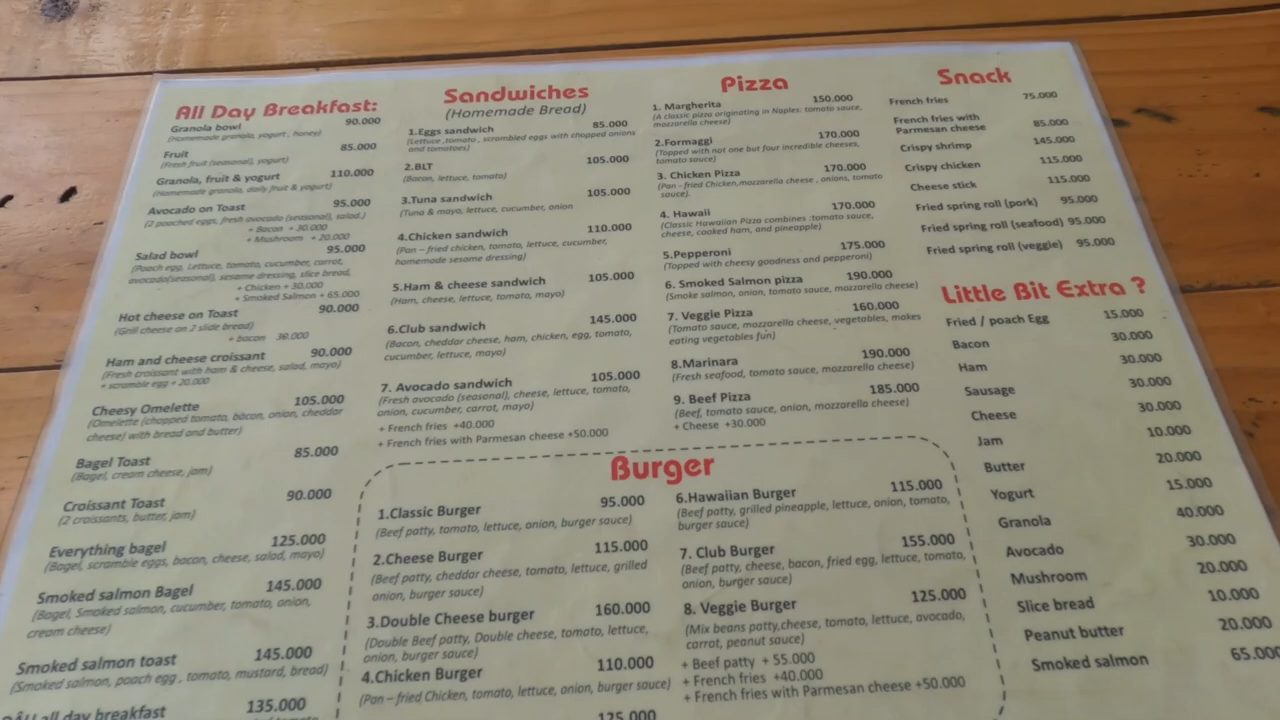 All Day Breakfast:
Granola bowl 90.000
(Homemade granola, yogurt , honey)
Fruit 85.000
(Fresh fruit (seasonal), yogurt)
Granola, fruit & yogurt 110.000
(Homemade granola, daily fruit & yogurt)
Avocado on Toast 95.000
(2 poached eggs, fresh avocado (seasonal), salad.)
+ Bacon + 30.000
+ Mushroom + 20.000
Salad bowl 95.000
(Poach egg, Lettuce, tomato, cucumber, carrot,
avocado(seasonal), sesame dressing, slice bread,
+ Chicken + 30.000
+ Smoked Salmon + 65.000
Hot cheese on Toast 90.000
(Grill cheese on 2 slide bread)
+ bacon 30.000
Ham and cheese croissant 90.000
(Fresh croissant with ham & cheese, salad, mayo)
+ scramble egg + 20.000
Cheesy Omelette 105.000
(Omelette (chopped tomato, bacon, onion, cheddar
cheese) with bread and butter)
Bagel Toast 85.000
(Bagel, cream cheese, jam)
Croissant Toast 90.000
(2 croissants, butter, jam)
Everything bagel 125.000
(Bagel, scramble eggs, bacon, cheese, salad, mayo)
Smoked salmon Bagel 145.000
(Bagel, Smoked salmon, cucumber, tomato, onion,
cream cheese)
Smoked salmon toast 145.000
(Smoked salmon, poach egg , tomato, mustard, bread)
all day breakfast 135.000
Sandwiches
(Homemade Bread)
1.Eggs sandwich 85.000
(Lettuce ,tomato , scrambled eggs with chopped onions
and tomatoes)
2.BLT 105.000
(Bacon, lettuce, tomato)
3.Tuna sandwich 105.000
(Tuna & mayo, lettuce, cucumber, onion
4.Chicken sandwich 110.000
(Pan – fried chicken, tomato, lettuce, cucumber,
homemade sesame dressing)
5.Ham & cheese sandwich 105.000
(Ham, cheese, lettuce, tomato, mayo)
6.Club sandwich 145.000
(Bacon, cheddar cheese, ham, chicken, egg, tomato,
cucumber, lettuce, mayo)
7. Avocado sandwich 105.000
(Fresh avocado (seasonal), cheese, lettuce, tomato,
onion, cucumber, carrot, mayo)
+ French fries +40.000
+ French fries with Parmesan cheese +50.000
Pizza
1. Margherita 150.000
(A classic pizza originating in Naples: tomato sauce,
mozzarella cheese)
2.Formaggi 170.000
(Topped with not one but four incredible cheeses,
tomato sauce)
3. Chicken Pizza 170.000
(Pan - fried Chicken,mozzarella cheese , onions, tomato
sauce).
4. Hawaii 170.000
(Classic Hawaiian Pizza combines :tomato sauce,
cheese, cooked ham, and pineapple)
5.Pepperoni 175.000
(Topped with cheesy goodness and pepperoni)
6. Smoked Salmon pizza 190.000
(Smoke salmon, onion, tomato sauce, mozzarella cheese)
7. Veggie Pizza 160.000
(Tomato sauce, mozzarella cheese, vegetables, makes
eating vegetables fun)
8.Marinara 190.000
(Fresh seafood, tomato sauce, mozzarella cheese)
9. Beef Pizza 185.000
(Beef, tomato sauce, onion, mozzarella cheese)
+ Cheese +30.000
Burger
1.Classic Burger 95.000
(Beef patty, tomato, lettuce, onion, burger sauce)
2.Cheese Burger 115.000
(Beef patty, cheddar cheese, tomato, lettuce, grilled
onion, burger sauce)
3.Double Cheese burger 160.000
(Double Beef patty, Double cheese, tomato, lettuce,
onion, burger sauce)
4.Chicken Burger 110.000
(Pan – fried Chicken, tomato, lettuce, onion, burger sauce)
125.000
6.Hawaiian Burger 115.000
(Beef patty, grilled pineapple, lettuce, onion, tomato,
burger sauce)
7. Club Burger 155.000
(Beef patty, cheese, bacon, fried egg, lettuce, tomato,
onion, burger sauce)
8. Veggie Burger 125.000
(Mix beans patty,cheese, tomato, lettuce, avocado,
carrot, peanut sauce)
+ Beef patty + 55.000
+ French fries +40.000
+ French fries with Parmesan cheese +50.000
Snack
French fries 75.000
French fries with
Parmesan cheese 85.000
Crispy shrimp 145.000
Crispy chicken 115.000
Cheese stick 115.000
Fried spring roll (pork) 95.000
Fried spring roll (seafood) 95.000
Fried spring roll (veggie) 95.000
Little Bit Extra ?
Fried / poach Egg 15.000
Bacon 30.000
Ham 30.000
Sausage 30.000
Cheese 30.000
Jam 10.000
Butter 20.000
Yogurt 15.000
Granola 40.000
Avocado 30.000
Mushroom 20.000
Slice bread 10.000
Peanut butter 20.000
Smoked salmon 65.000